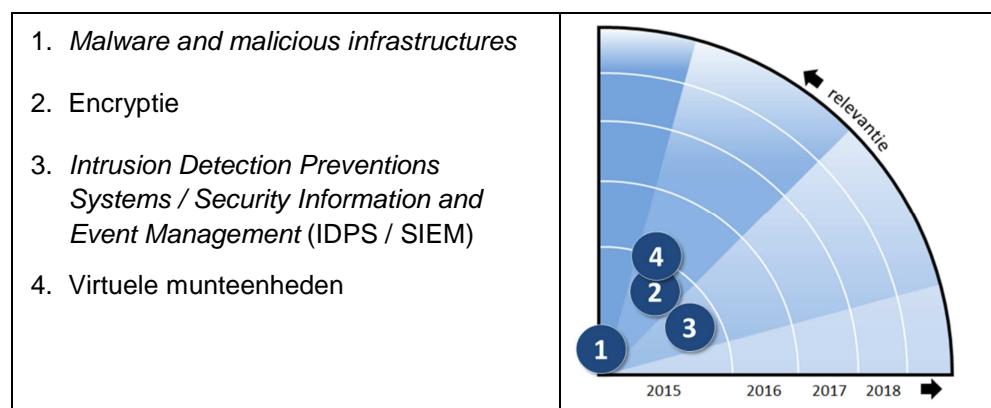 1. Malware and malicious infrastructures
2. Encryptie
3. Intrusion Detection Preventions
Systems / Security Information and
Event Management (IDPS / SIEM)
4. Virtuele munteenheden
relevantie
4
2
3
1
2015 2016 2017 2018